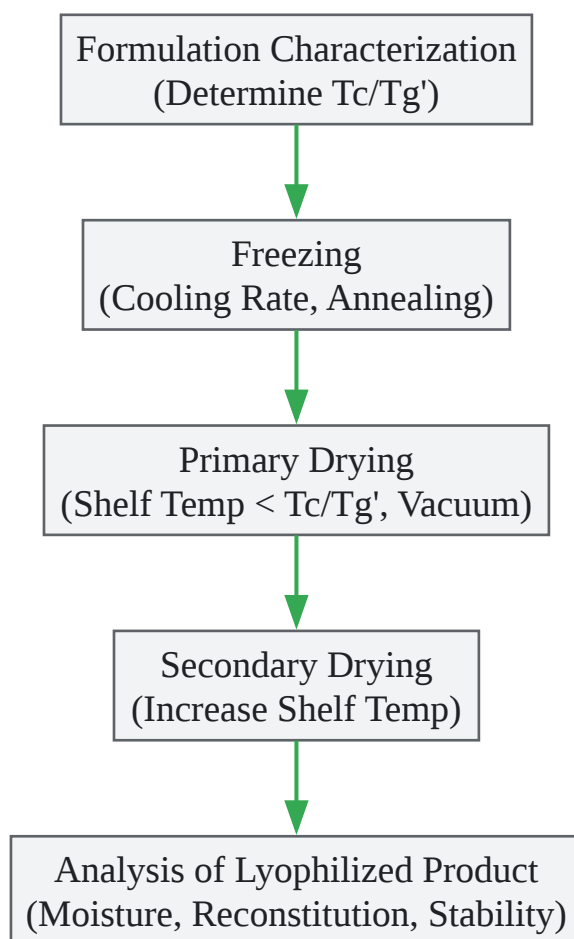 Formulation Characterization
(Determine Tc/Tg')
Freezing
(Cooling Rate, Annealing)
Primary Drying
(Shelf Temp < Tc/Tg', Vacuum)
Secondary Drying
(Increase Shelf Temp)
Analysis of Lyophilized Product
(Moisture, Reconstitution, Stability)